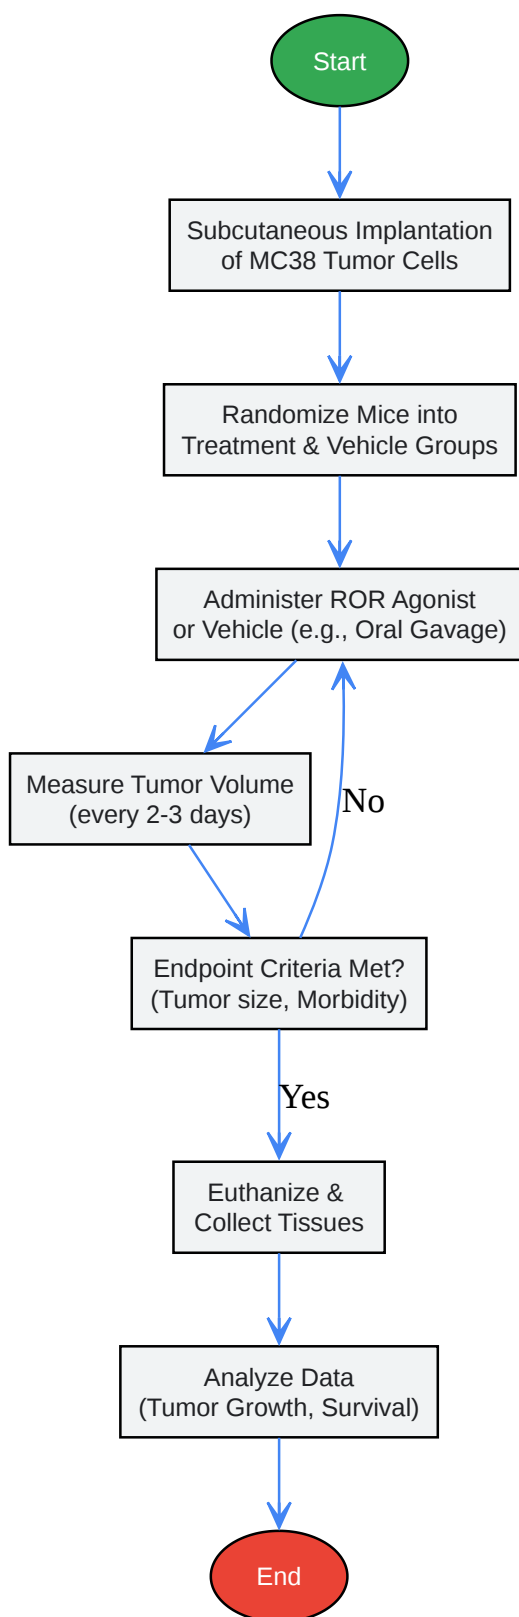 Start
Subcutaneous Implantation
of MC38 Tumor Cells
Randomize Mice into
Treatment & Vehicle Groups
Administer ROR Agonist
or Vehicle (e.g., Oral Gavage)
Measure Tumor Volume
(every 2-3 days)
No
Endpoint Criteria Met?
(Tumor size, Morbidity)
Yes
Euthanize &
Collect Tissues
Analyze Data
(Tumor Growth, Survival)
End